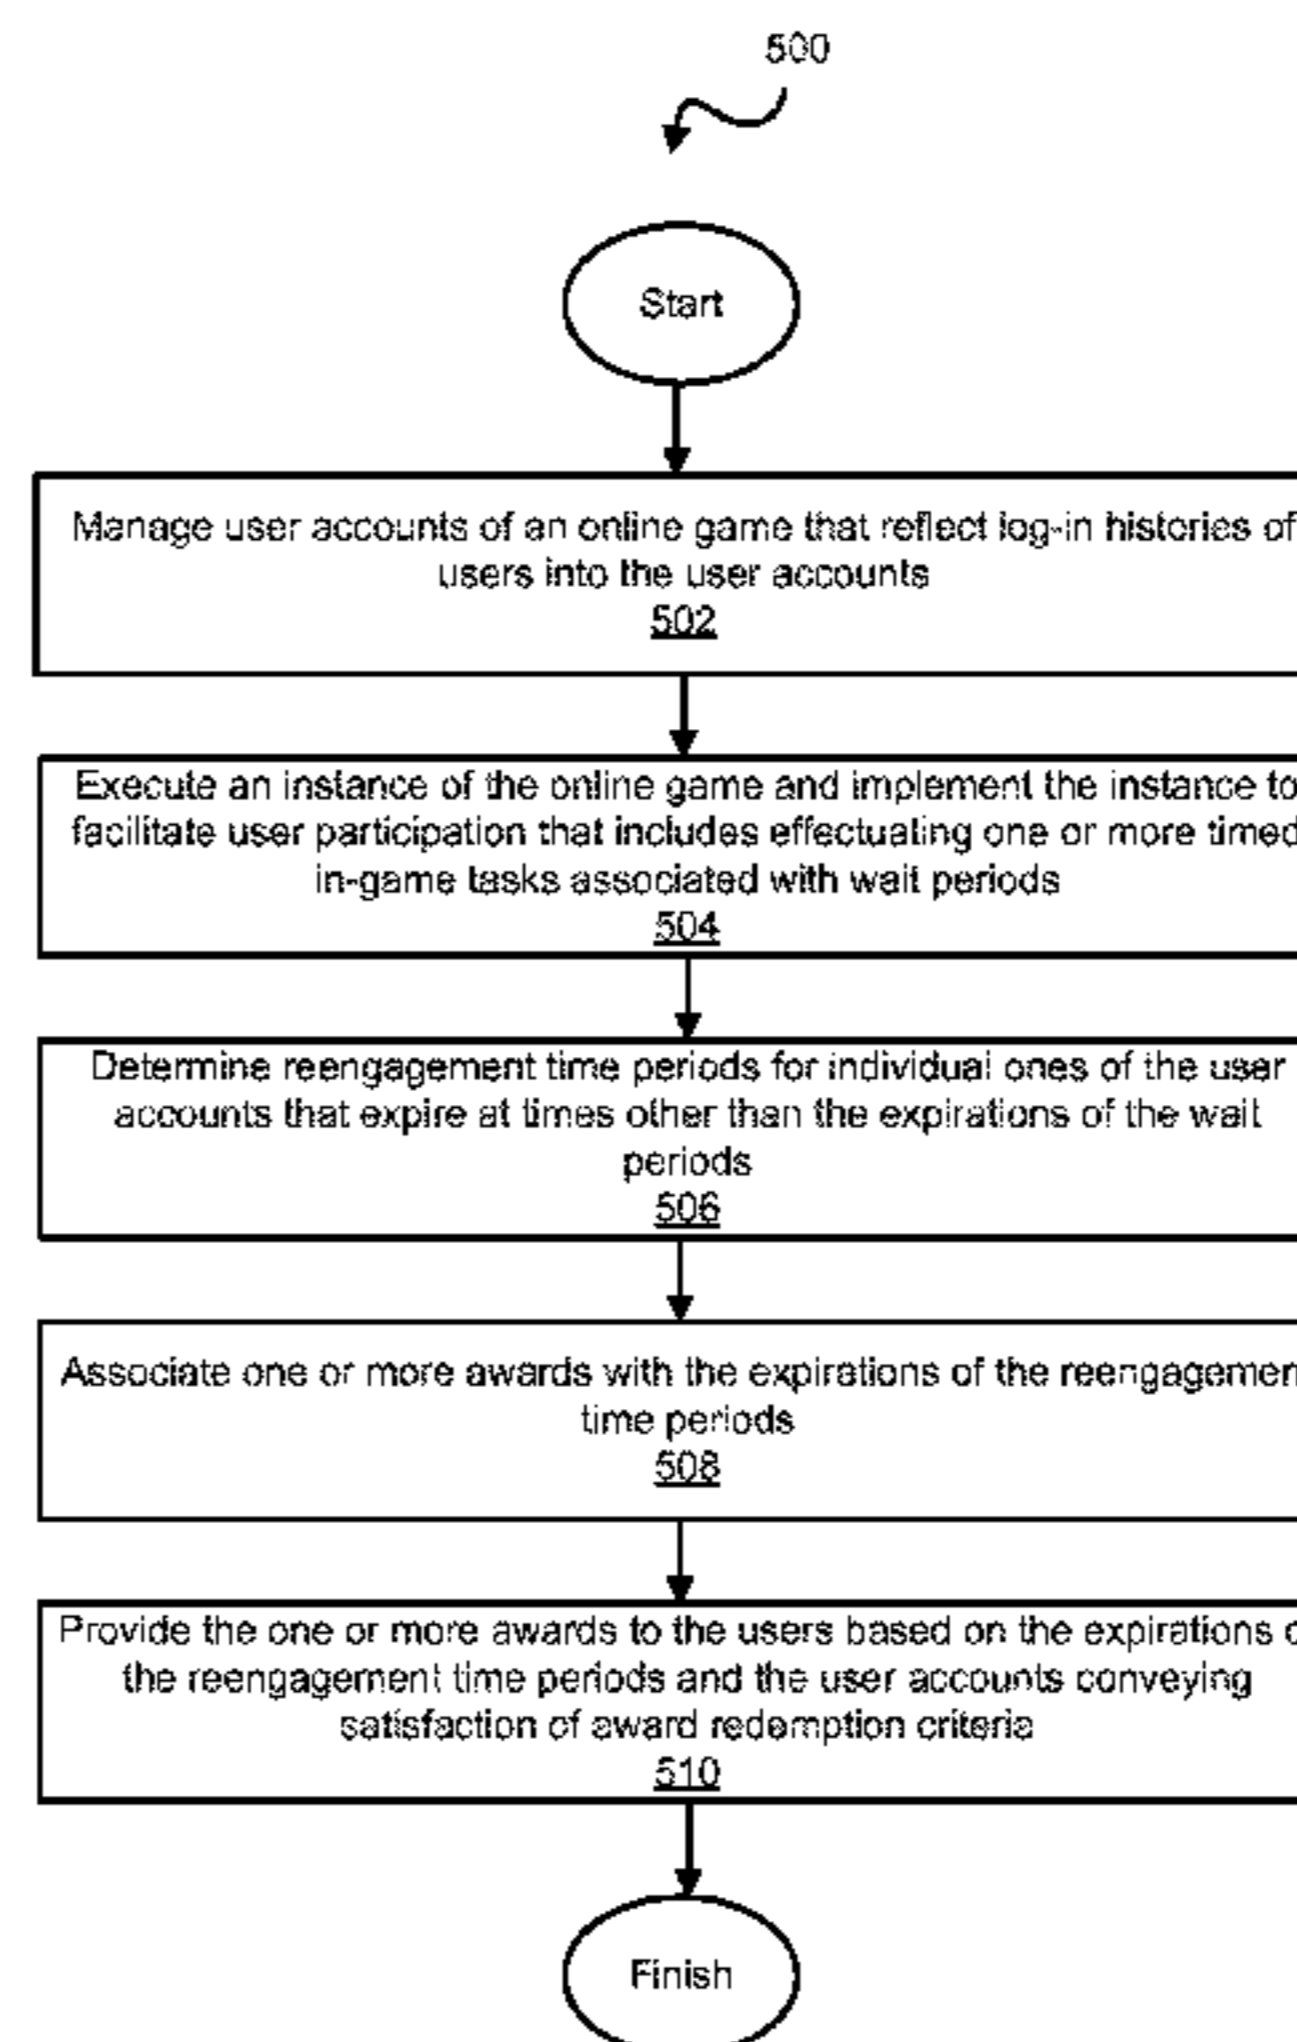 500
Start
Manage user accounts of an online game that reflect log-in histories of
users into the user accounts
502
Execute an instance of the online game and implement the instance to
facilitate user participation that includes effectuating one or more timed
in-game tasks associated with wait periods
504
Determine reengagement time periods for individual ones of the user
accounts that expire at times other than the expirations of the wait
periods
506
Associate one or more awards with the expirations of the reengagemen
time periods
508
Provide the one or more awards to the users based on the expirations
the reengagement time periods and the user accounts conveying
satisfaction of award redemption criteria
510
Finish